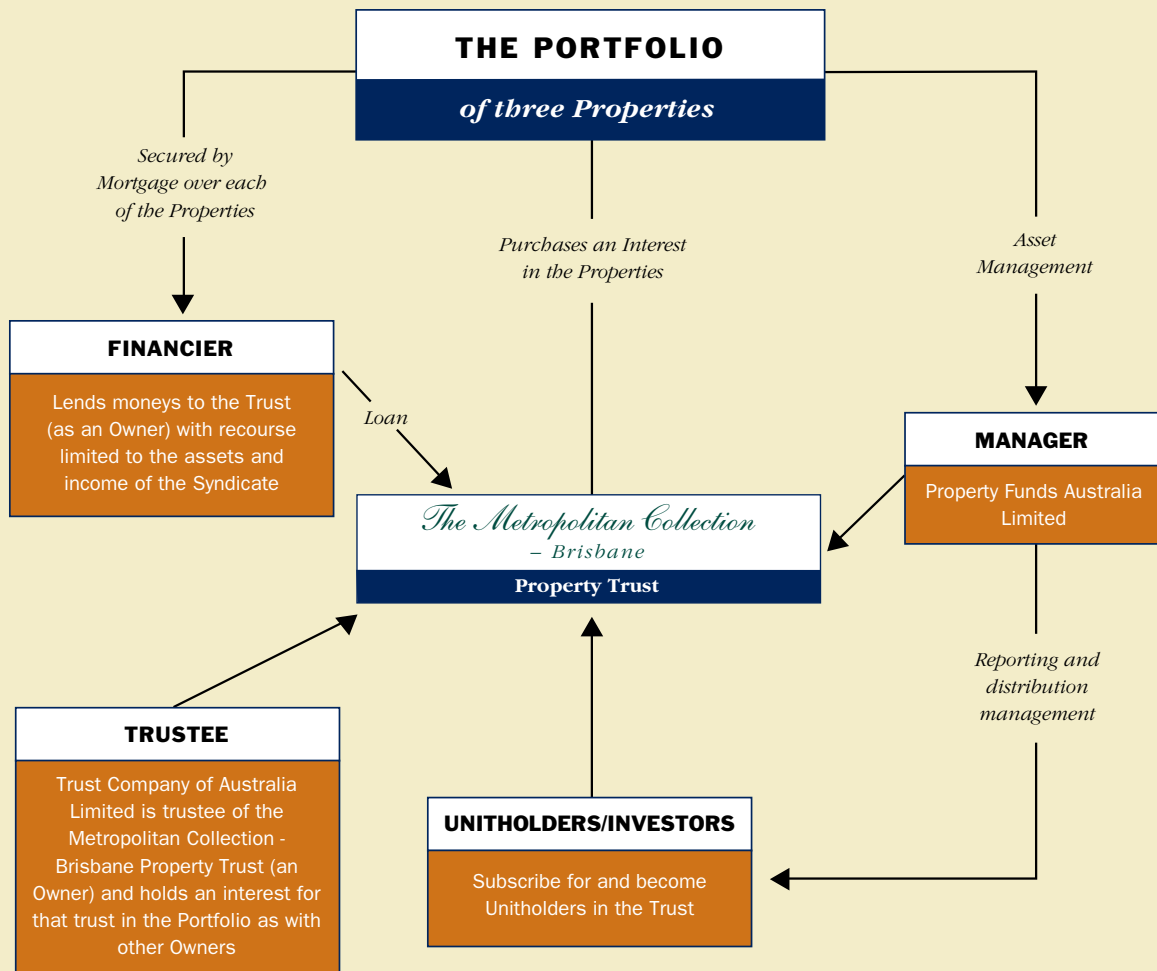 THE PORTFOLIO
of three Properties
Secured by
Mortgage over each
of the Properties
Purchases an Interest
in the Properties
Asset
Management
FINANCIER
Lends moneys to the Trust
(as an Owner) with recourse
limited to the assets and
income of the Syndicate
Loan
MANAGER
Property Funds Australia
Limited
The Metropolitan Collection
– Brisbane
Property Trust
Reporting and
distribution
management
TRUSTEE
Trust Company of Australia
Limited is trustee of the
Metropolitan Collection -
Brisbane Property Trust (an
Owner) and holds an interest for
that trust in the Portfolio as with
other Owners
UNITHOLDERS/INVESTORS
Subscribe for and become
Unitholders in the Trust